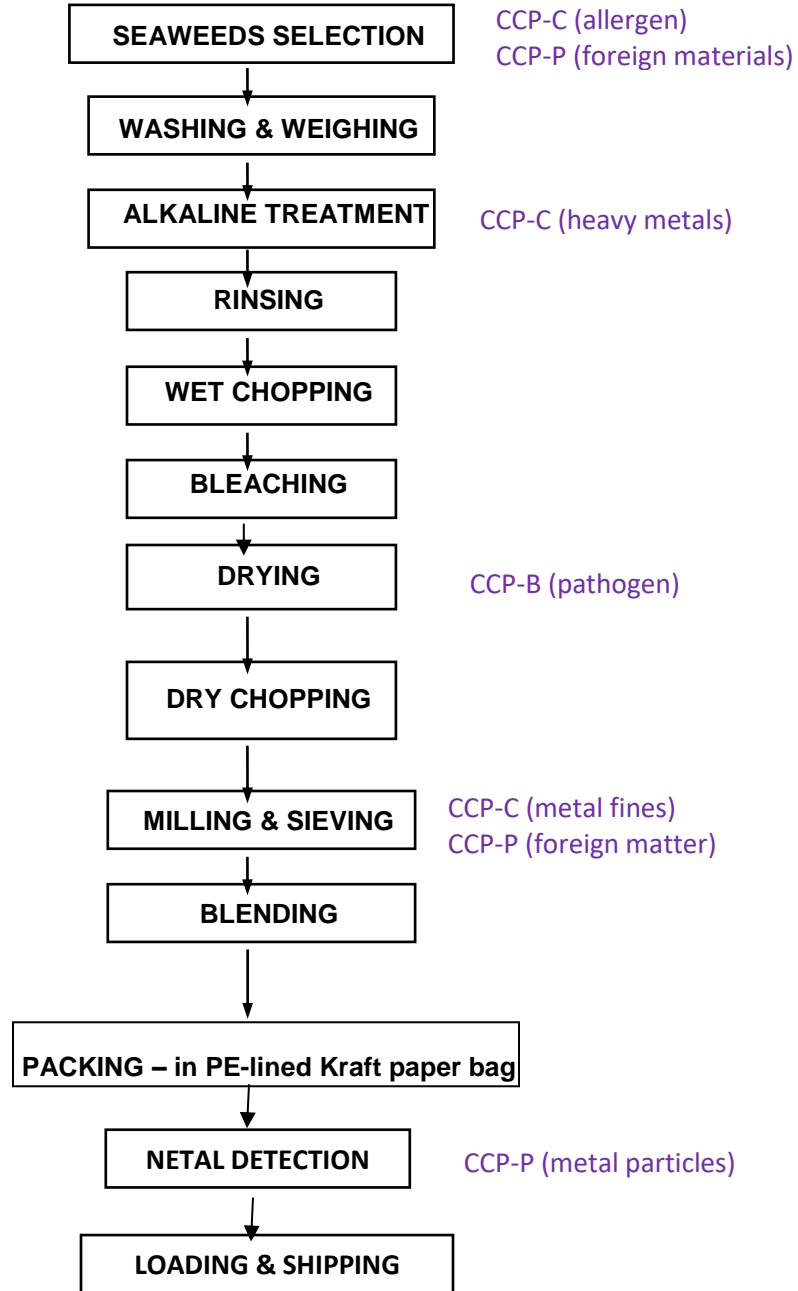 SEAWEEDS SELECTION
CCP-C (allergen)
CCP-P (foreign materials)
WASHING & WEIGHING
ALKALINE TREATMENT
CCP-C (heavy metals)
RINSING
WET CHOPPING
BLEACHING
DRYING
CCP-B (pathogen)
DRY CHOPPING
MILLING & SIEVING
CCP-C (metal fines)
CCP-P (foreign matter)
BLENDING
PACKING – in PE-lined Kraft paper bag
NETAL DETECTION
CCP-P (metal particles)
LOADING & SHIPPING